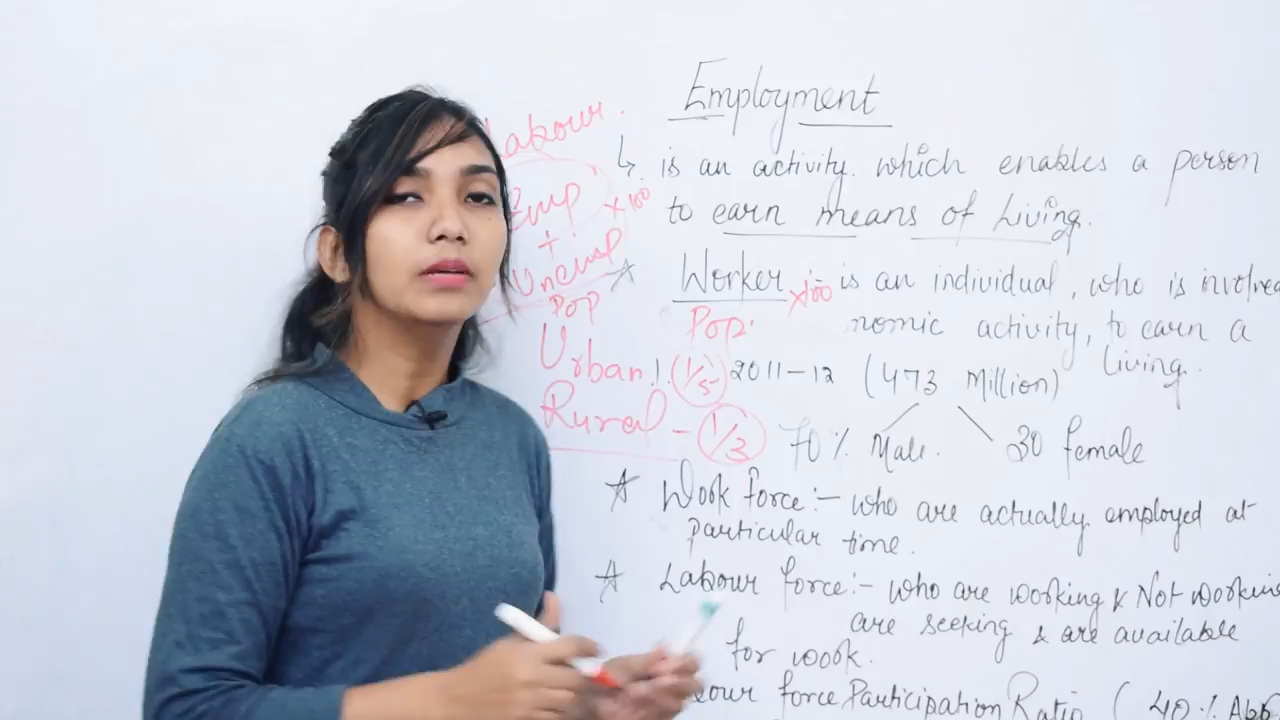 Employment
↳ is an activity which enables a person
to earn means of Living.
Labour
Emp
+
Unemp
Pop
×100
Urban 1/5
Rural - 1/3
☆ Worker :- is an individual, who is involved
nomic activity, to earn a
Living.
Pop. ×100
2011-12 (473 Million)
70% Male. 30 female
☆ Work force :- who are actually employed at
particular time.
☆ Labour force :- who are working & Not working
are seeking & are available
for work.
our force Participation Ratio ( 40 %